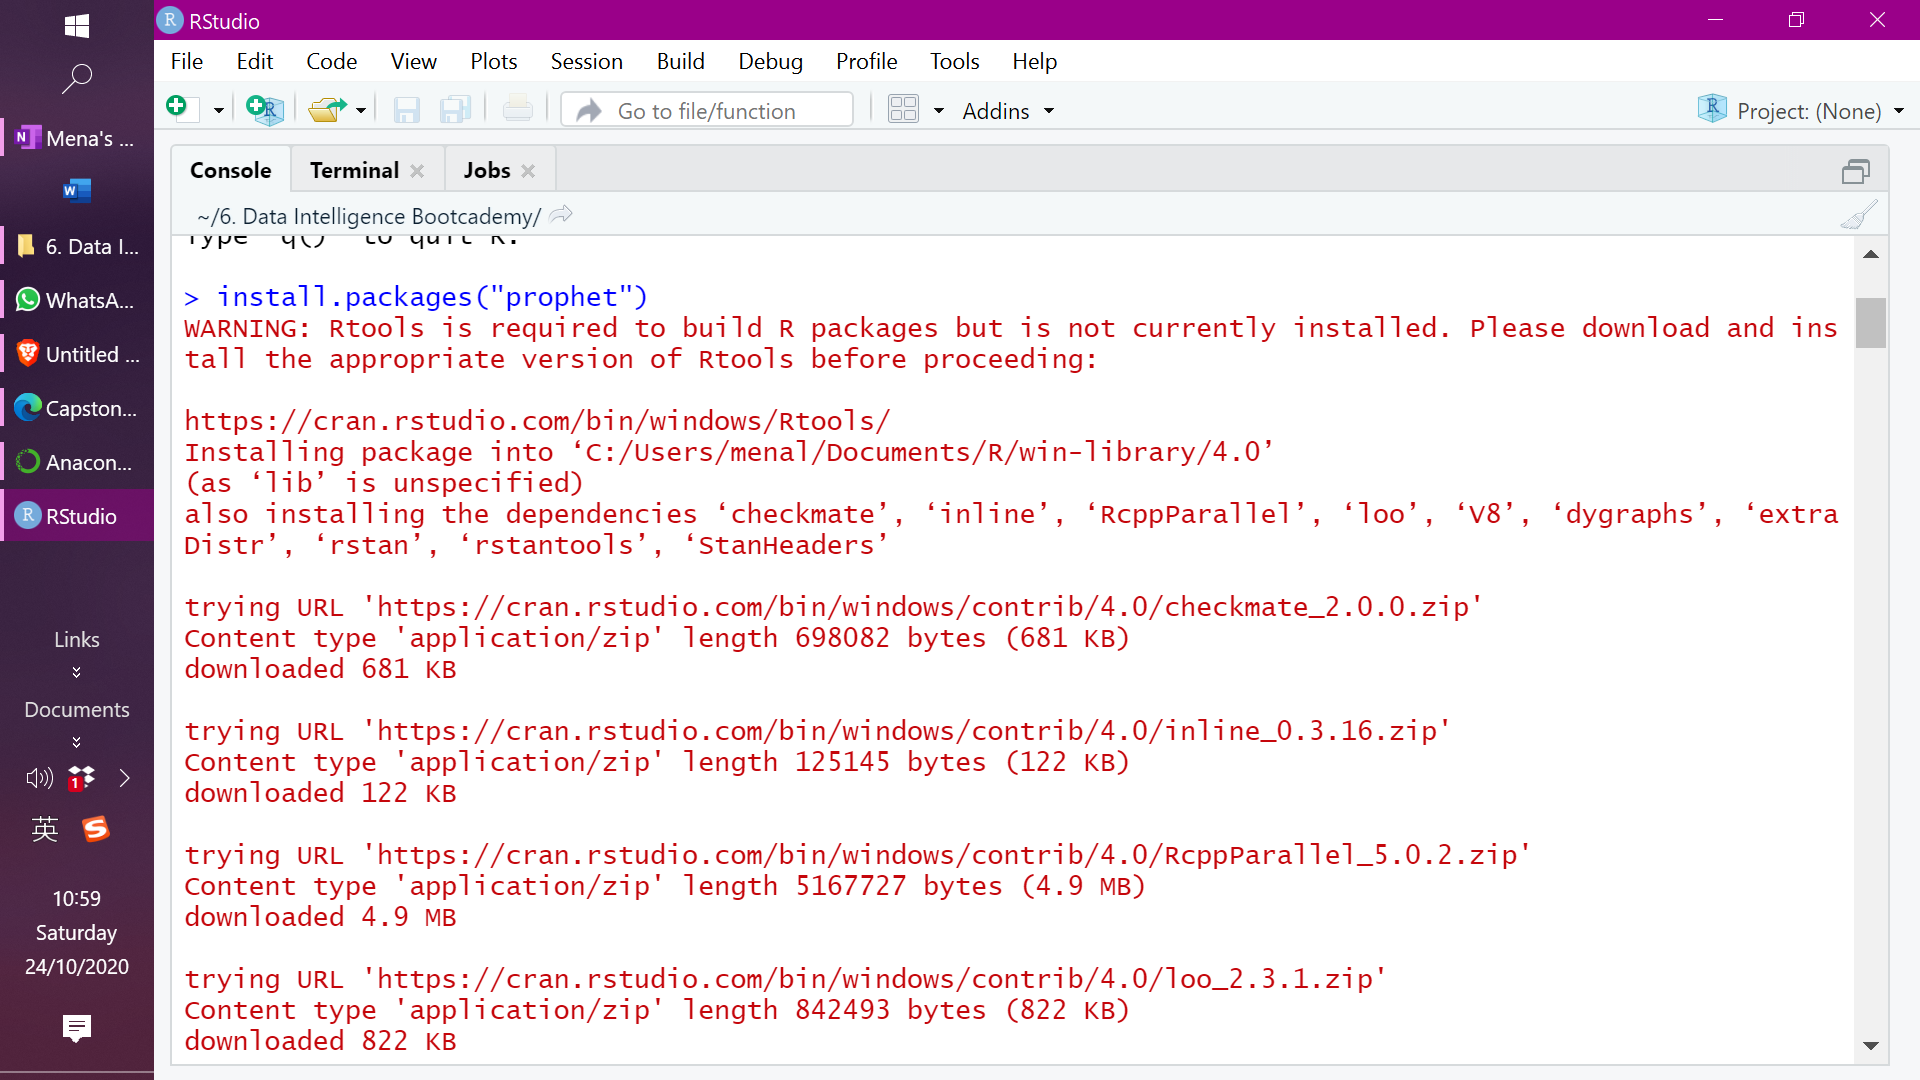 RStudio
File Edit Code View Plots Session Build Debug Profile Tools Help
Go to file/function
Addins
Project: (None)
Console Terminal Jobs
~/6. Data Intelligence Bootcademy/
Type 'q()' to quit R.
> install.packages("prophet")
WARNING: Rtools is required to build R packages but is not currently installed. Please download and ins
tall the appropriate version of Rtools before proceeding:
https://cran.rstudio.com/bin/windows/Rtools/
Installing package into ‘C:/Users/menal/Documents/R/win-library/4.0’
(as ‘lib’ is unspecified)
also installing the dependencies ‘checkmate’, ‘inline’, ‘RcppParallel’, ‘loo’, ‘V8’, ‘dygraphs’, ‘extra
Distr’, ‘rstan’, ‘rstantools’, ‘StanHeaders’
trying URL 'https://cran.rstudio.com/bin/windows/contrib/4.0/checkmate_2.0.0.zip'
Content type 'application/zip' length 698082 bytes (681 KB)
downloaded 681 KB
trying URL 'https://cran.rstudio.com/bin/windows/contrib/4.0/inline_0.3.16.zip'
Content type 'application/zip' length 125145 bytes (122 KB)
downloaded 122 KB
trying URL 'https://cran.rstudio.com/bin/windows/contrib/4.0/RcppParallel_5.0.2.zip'
Content type 'application/zip' length 5167727 bytes (4.9 MB)
downloaded 4.9 MB
trying URL 'https://cran.rstudio.com/bin/windows/contrib/4.0/loo_2.3.1.zip'
Content type 'application/zip' length 842493 bytes (822 KB)
downloaded 822 KB
Mena's ...
6. Data I...
WhatsA...
Untitled ...
Capston...
Anacon...
RStudio
Links
Documents
1
英
10:59
Saturday
24/10/2020